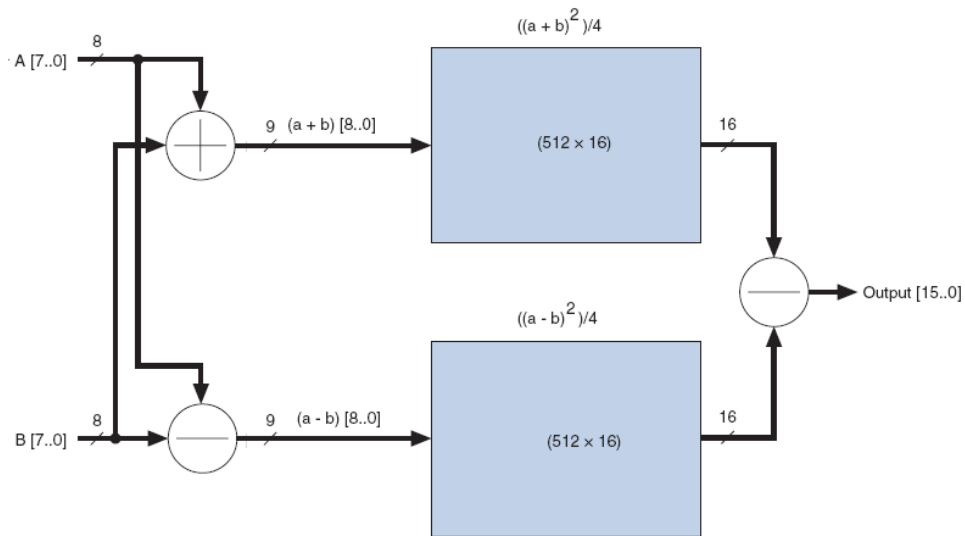 ((a + b)²)/4
8
A [7..0]
9
(a + b) [8..0]
(512 × 16)
16
Output [15..0]
((a - b)²)/4
8
B [7..0]
9
(a - b) [8..0]
(512 × 16)
16